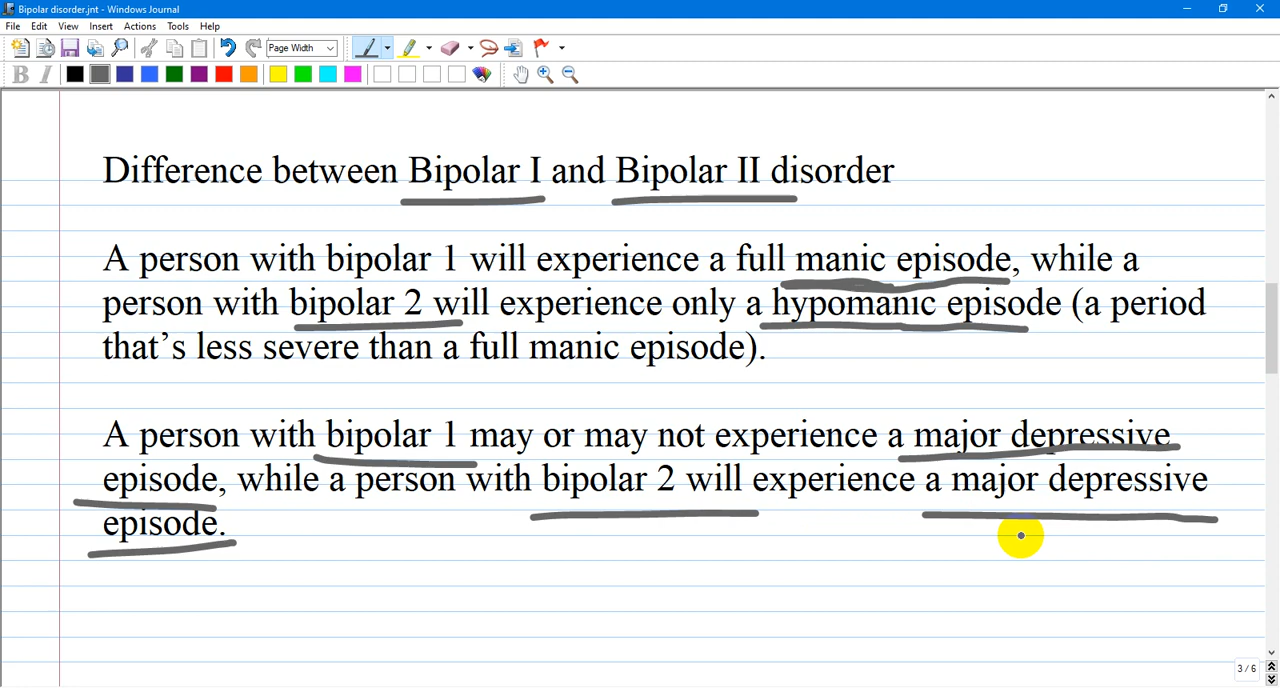 Bipolar disorder.jnt - Windows Journal
File Edit View Insert Actions Tools Help
Page Width
B I
Difference between Bipolar I and Bipolar II disorder
A person with bipolar 1 will experience a full manic episode, while a
person with bipolar 2 will experience only a hypomanic episode (a period
that’s less severe than a full manic episode).
A person with bipolar 1 may or may not experience a major depressive
episode, while a person with bipolar 2 will experience a major depressive
episode.
3 / 6